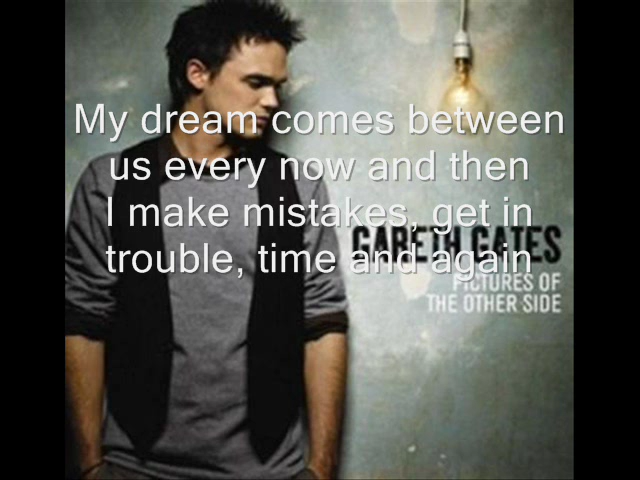 My dream comes between
us every now and then
I make mistakes, get in
trouble, time and again
GARETH GATES
PICTURES OF
THE OTHER SIDE